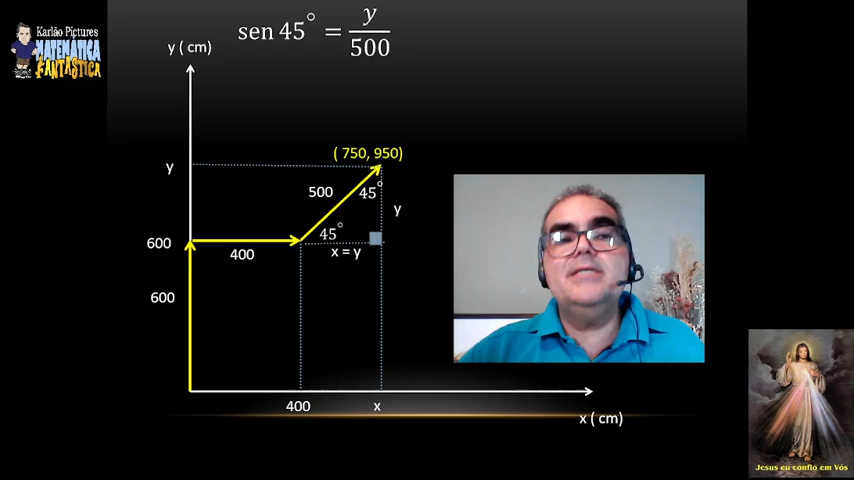 Karlão Pictures
MATEMÁTICA
FANTÁSTICA
sen 45° = y/500
y ( cm)
( 750, 950)
y
500
45°
y
600
45°
400
x = y
600
400
x
x ( cm)
Jesus eu confio em Vós